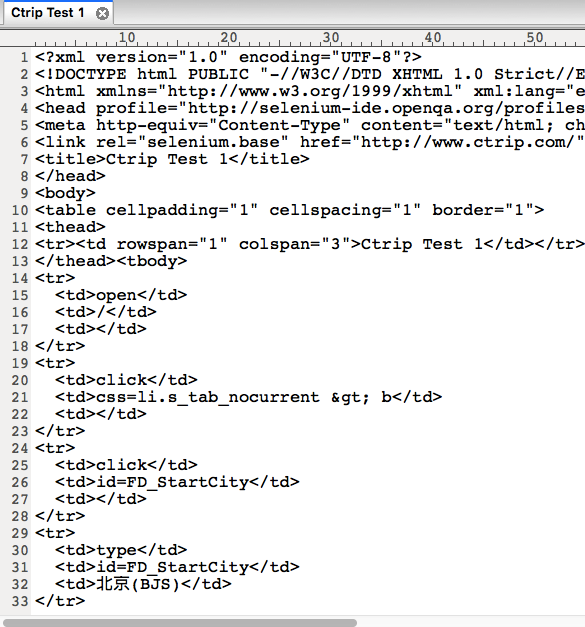 Ctrip Test 1
10 20 30 40 50
1 <?xml version="1.0" encoding="UTF-8"?>
2 <!DOCTYPE html PUBLIC "-//W3C//DTD XHTML 1.0 Strict//E
3 <html xmlns="http://www.w3.org/1999/xhtml" xml:lang="e
4 <head profile="http://selenium-ide.openqa.org/profiles
5 <meta http-equiv="Content-Type" content="text/html; ch
6 <link rel="selenium.base" href="http://www.ctrip.com/"
7 <title>Ctrip Test 1</title>
8 </head>
9 <body>
10 <table cellpadding="1" cellspacing="1" border="1">
11 <thead>
12 <tr><td rowspan="1" colspan="3">Ctrip Test 1</td></tr>
13 </thead><tbody>
14 <tr>
15   <td>open</td>
16   <td>/</td>
17   <td></td>
18 </tr>
19 <tr>
20   <td>click</td>
21   <td>css=li.s_tab_nocurrent &gt; b</td>
22   <td></td>
23 </tr>
24 <tr>
25   <td>click</td>
26   <td>id=FD_StartCity</td>
27   <td></td>
28 </tr>
29 <tr>
30   <td>type</td>
31   <td>id=FD_StartCity</td>
32   <td>北京(BJS)</td>
33 </tr>